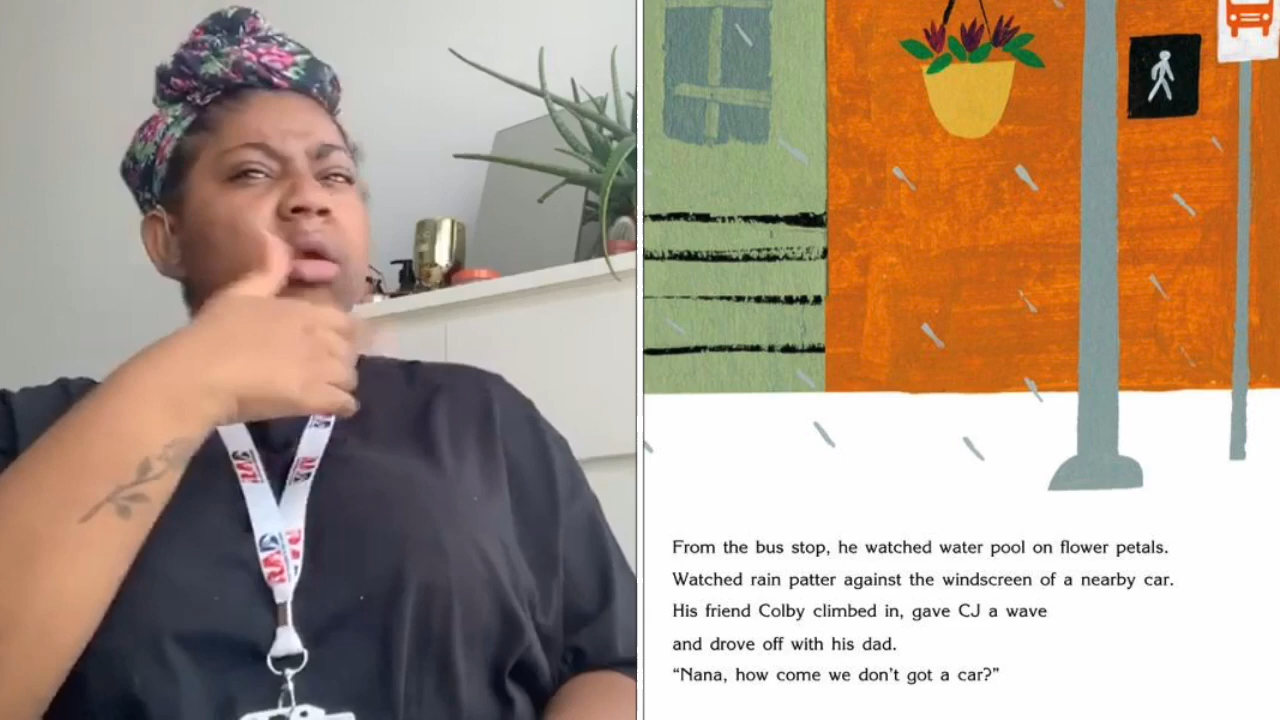 From the bus stop, he watched water pool on flower petals.
Watched rain patter against the windscreen of a nearby car.
His friend Colby climbed in, gave CJ a wave
and drove off with his dad.
“Nana, how come we don’t got a car?”